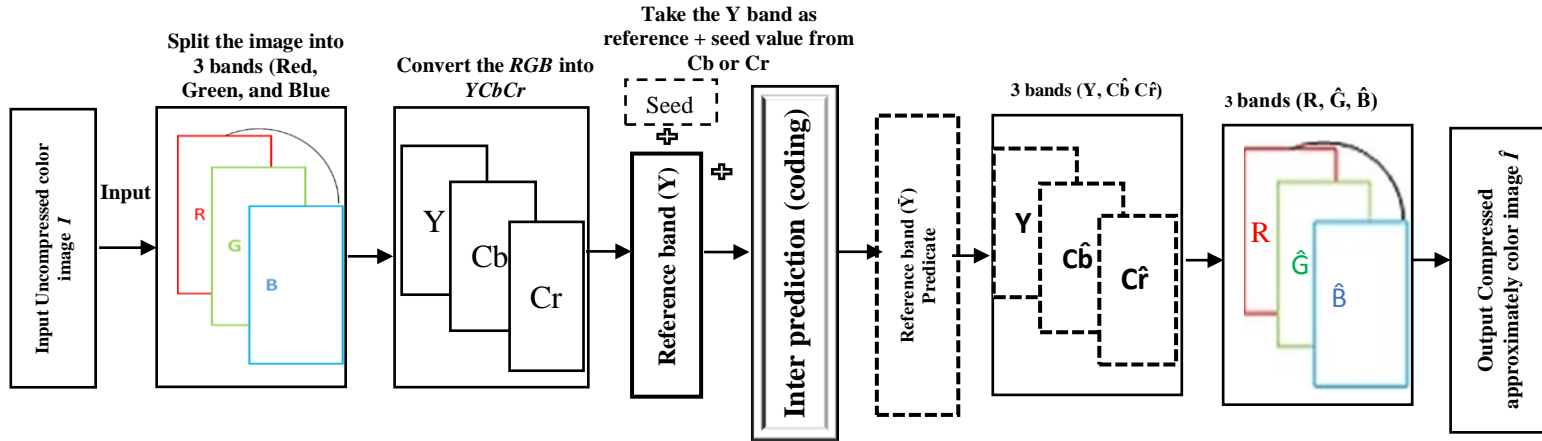 Input Uncompressed color
image I
Input
Split the image into
3 bands (Red,
Green, and Blue
R
G
B
Convert the RGB into
YCbCr
Y
Cb
Cr
Take the Y band as
reference + seed value from
Cb or Cr
Seed
Reference band (Y)
Inter prediction (coding)
Reference band (Ŷ)
Predicate
3 bands (Y, Cb̂ Cr̂)
Y
Cb̂
Cr̂
3 bands (R, Ĝ, B̂)
R
Ĝ
B̂
Output Compressed
approximately color image Î